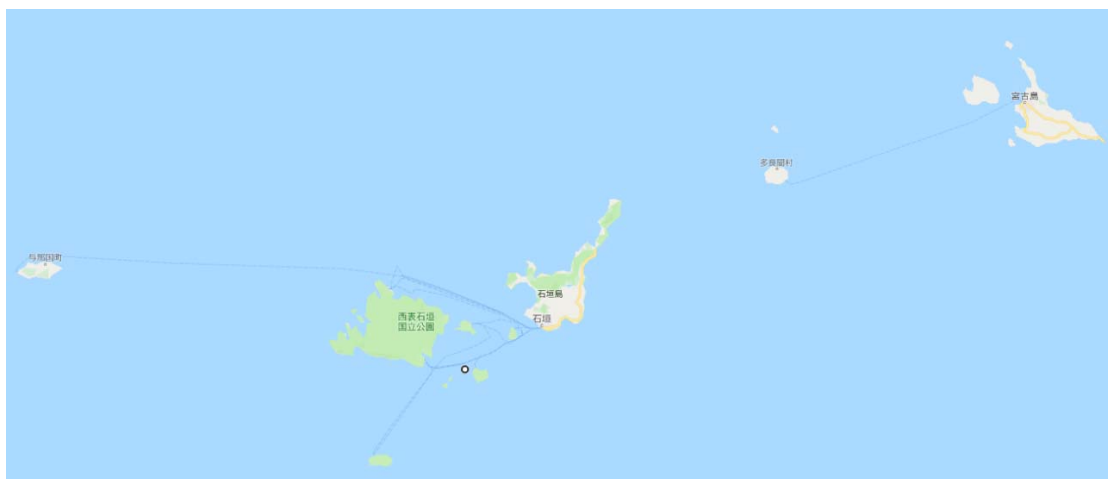 宮古島
多良間村
与那国町
石垣島
西表石垣
国立公園
石垣